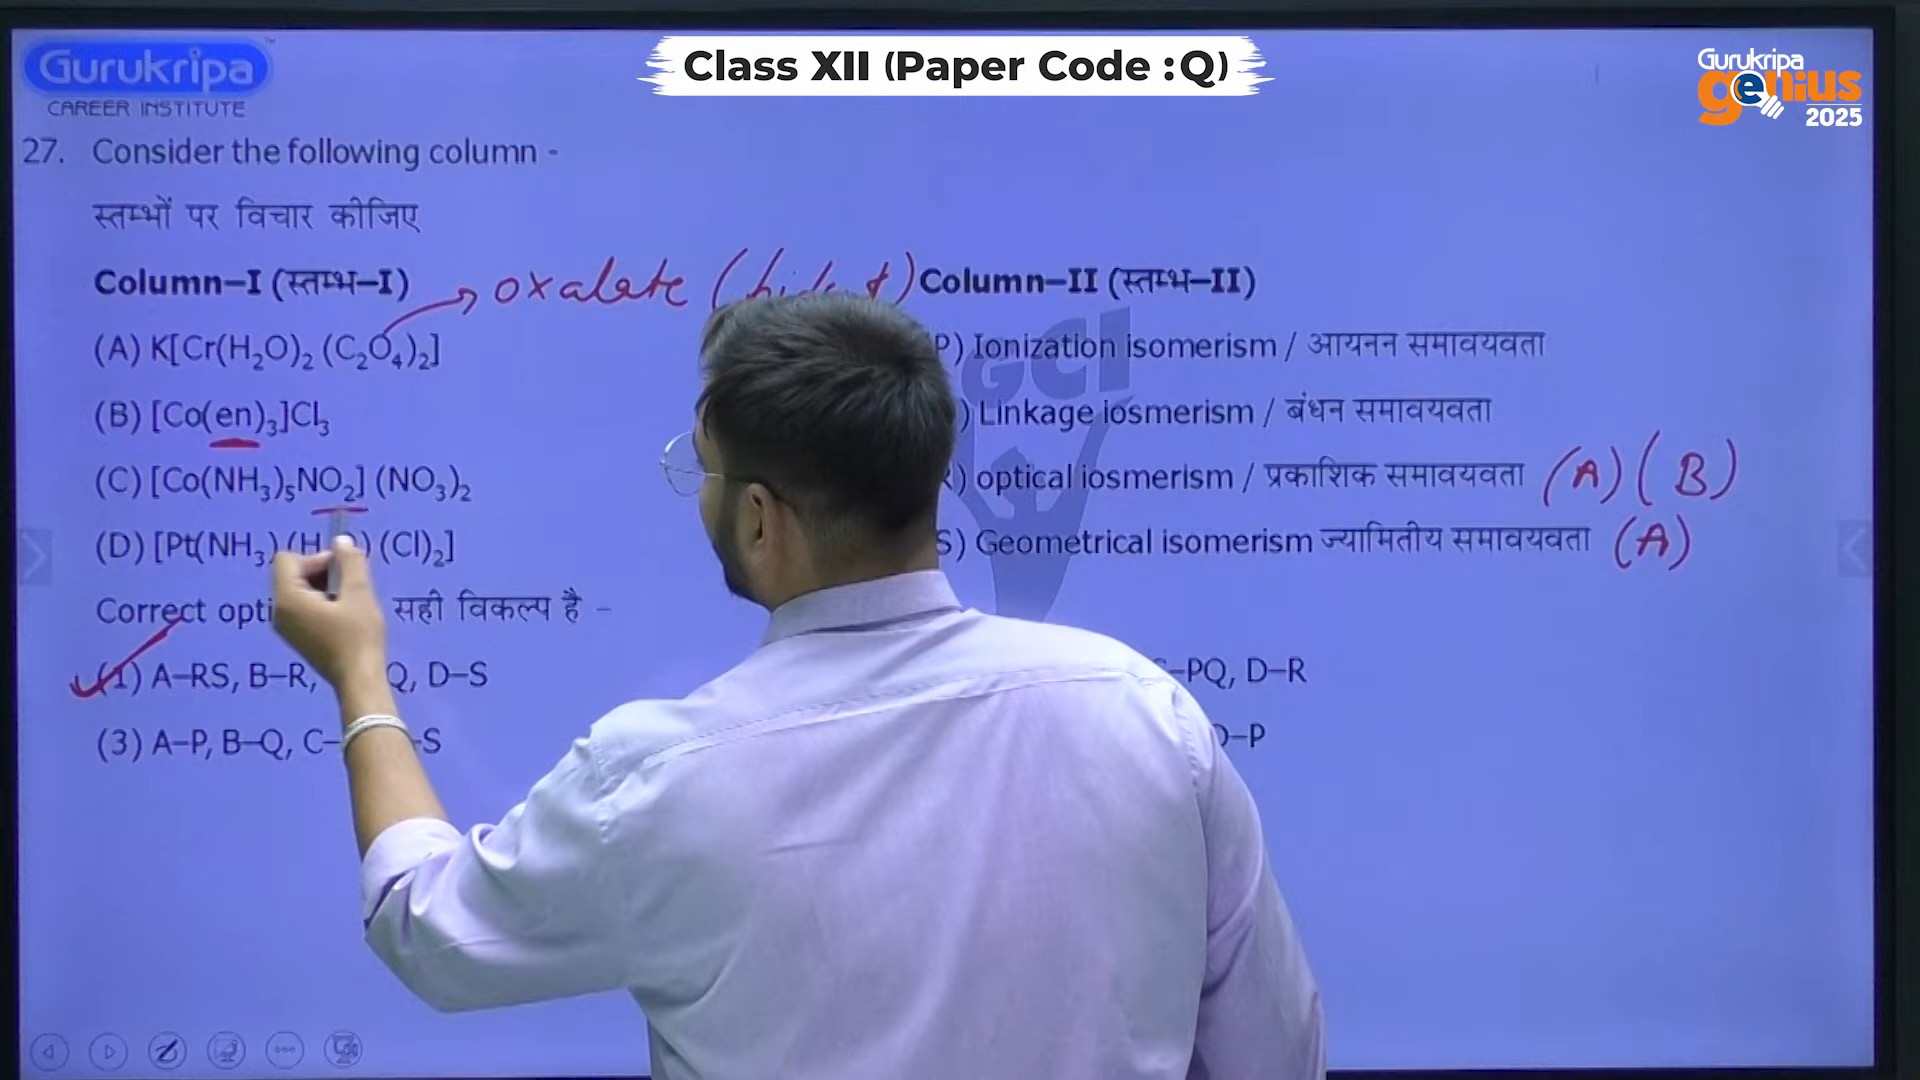 Class XII (Paper Code :Q)
Gurukripa
CAREER INSTITUTE
Gurukripa
genius
2025
27. Consider the following column -
स्तम्भों पर विचार कीजिए
Column–I (स्तम्भ–I)
oxalate
Column–II (स्तम्भ–II)
(A) K[Cr(H₂O)₂ (C₂O₄)₂]
P) Ionization isomerism / आयनन समावयवता
(B) [Co(en)₃]Cl₃
) Linkage iosmerism / बंधन समावयवता
(C) [Co(NH₃)₅NO₂] (NO₃)₂
R) optical iosmerism / प्रकाशिक समावयवता (A) (B)
(D) [Pt(NH₃) (H O) (Cl)₂]
S) Geometrical isomerism ज्यामितीय समावयवता (A)
Correct opti सही विकल्प है –
(1) A–RS, B–R, Q, D–S
–PQ, D–R
(3) A–P, B–Q, C– –S
D–P
GCI